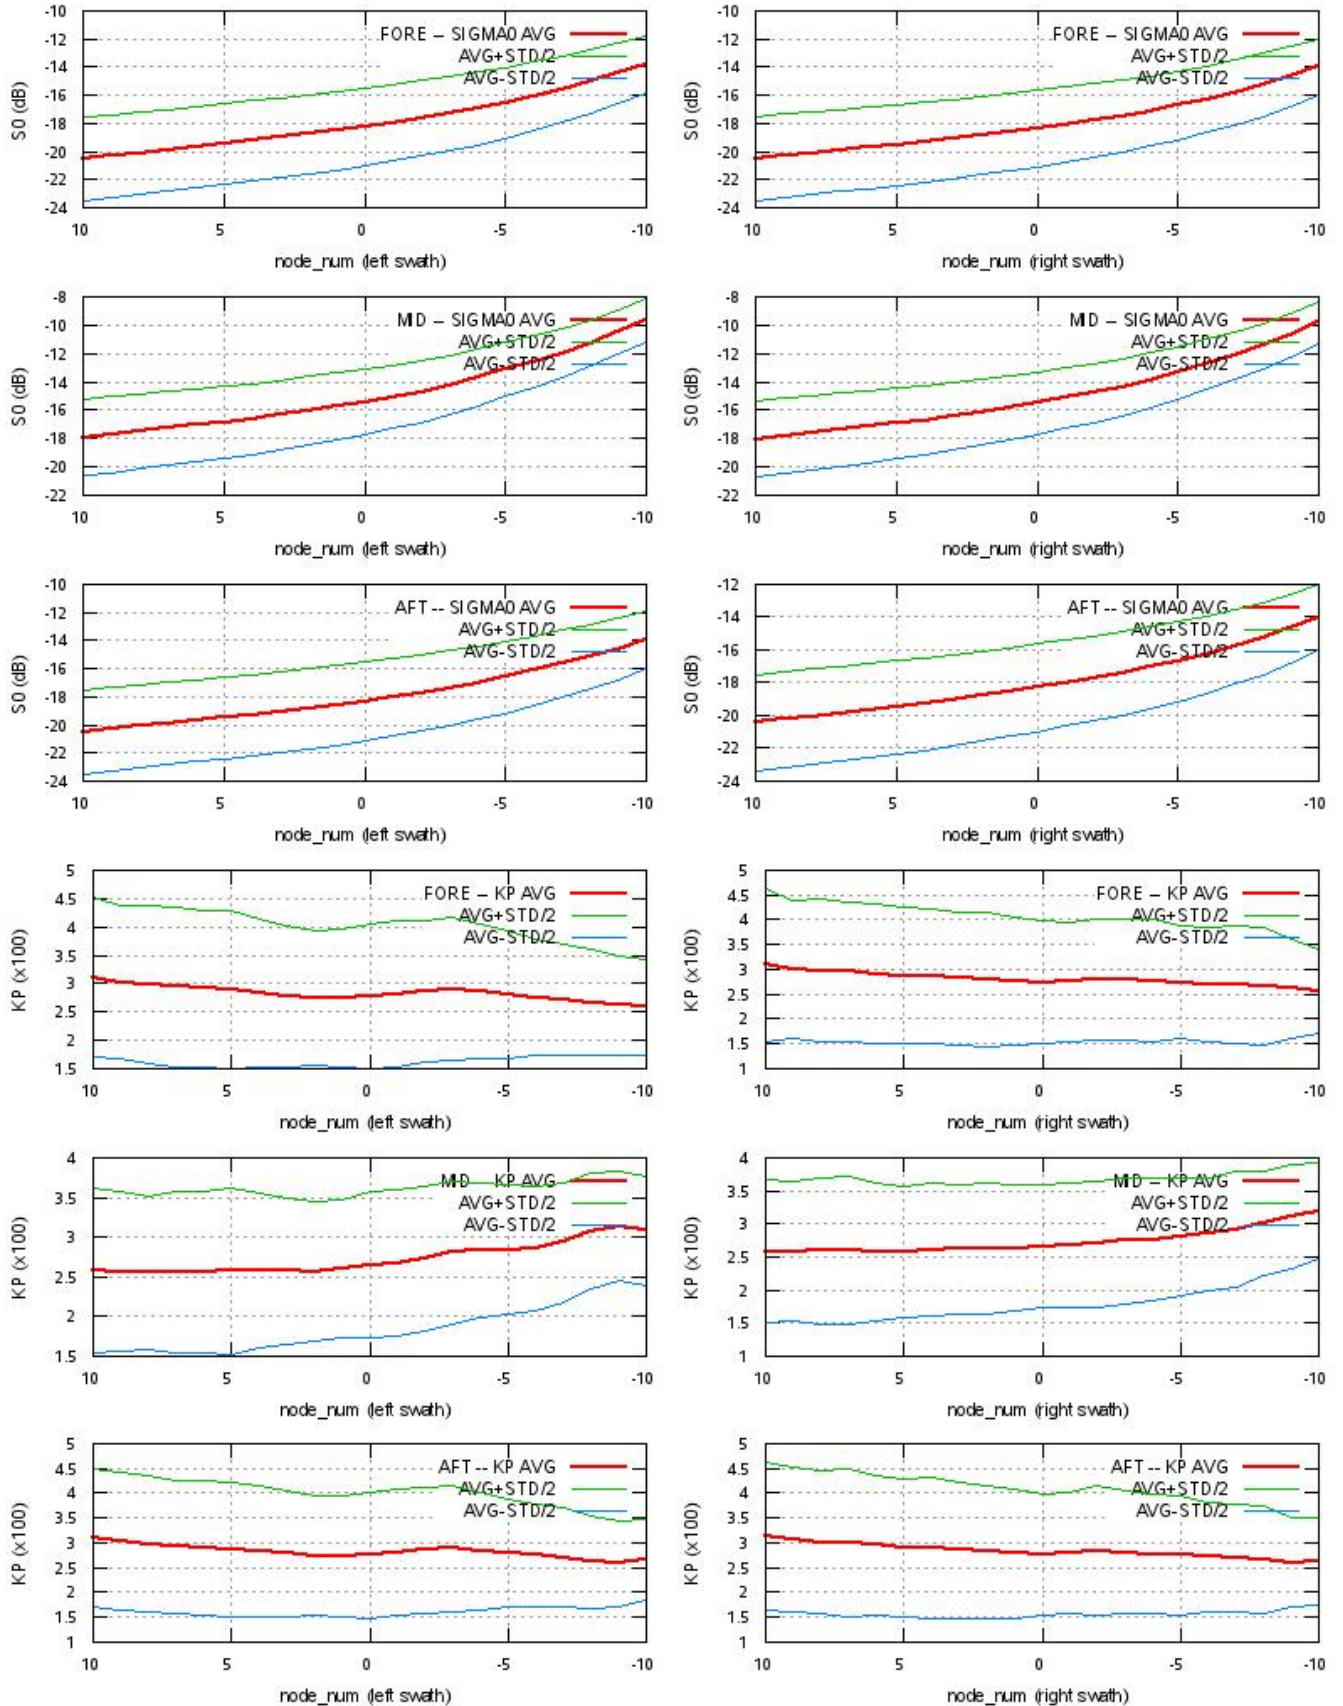 -10
-12
-14
-16
-18
-20
-22
-24
S0 (dB)
FORE -- SIGMA0 AVG
AVG+STD/2
AVG-STD/2
10 5 0 -5 -10
node_num (left swath)
-10
-12
-14
-16
-18
-20
-22
-24
S0 (dB)
FORE -- SIGMA0 AVG
AVG+STD/2
AVG-STD/2
10 5 0 -5 -10
node_num (right swath)
-8
-10
-12
-14
-16
-18
-20
-22
S0 (dB)
MID -- SIGMA0 AVG
AVG+STD/2
AVG-STD/2
10 5 0 -5 -10
node_num (left swath)
-8
-10
-12
-14
-16
-18
-20
-22
S0 (dB)
MID -- SIGMA0 AVG
AVG+STD/2
AVG-STD/2
10 5 0 -5 -10
node_num (right swath)
-10
-12
-14
-16
-18
-20
-22
-24
S0 (dB)
AFT -- SIGMA0 AVG
AVG+STD/2
AVG-STD/2
10 5 0 -5 -10
node_num (left swath)
-12
-14
-16
-18
-20
-22
-24
S0 (dB)
AFT -- SIGMA0 AVG
AVG+STD/2
AVG-STD/2
10 5 0 -5 -10
node_num (right swath)
5
4.5
4
3.5
3
2.5
2
1.5
KP (x100)
FORE -- KP AVG
AVG+STD/2
AVG-STD/2
10 5 0 -5 -10
node_num (left swath)
5
4.5
4
3.5
3
2.5
2
1.5
1
KP (x100)
FORE -- KP AVG
AVG+STD/2
AVG-STD/2
10 5 0 -5 -10
node_num (right swath)
4
3.5
3
2.5
2
1.5
KP (x100)
MID -- KP AVG
AVG+STD/2
AVG-STD/2
10 5 0 -5 -10
node_num (left swath)
4
3.5
3
2.5
2
1.5
1
KP (x100)
MID -- KP AVG
AVG+STD/2
AVG-STD/2
10 5 0 -5 -10
node_num (right swath)
5
4.5
4
3.5
3
2.5
2
1.5
1
KP (x100)
AFT -- KP AVG
AVG+STD/2
AVG-STD/2
10 5 0 -5 -10
node_num (left swath)
5
4.5
4
3.5
3
2.5
2
1.5
1
KP (x100)
AFT -- KP AVG
AVG+STD/2
AVG-STD/2
10 5 0 -5 -10
node_num (right swath)